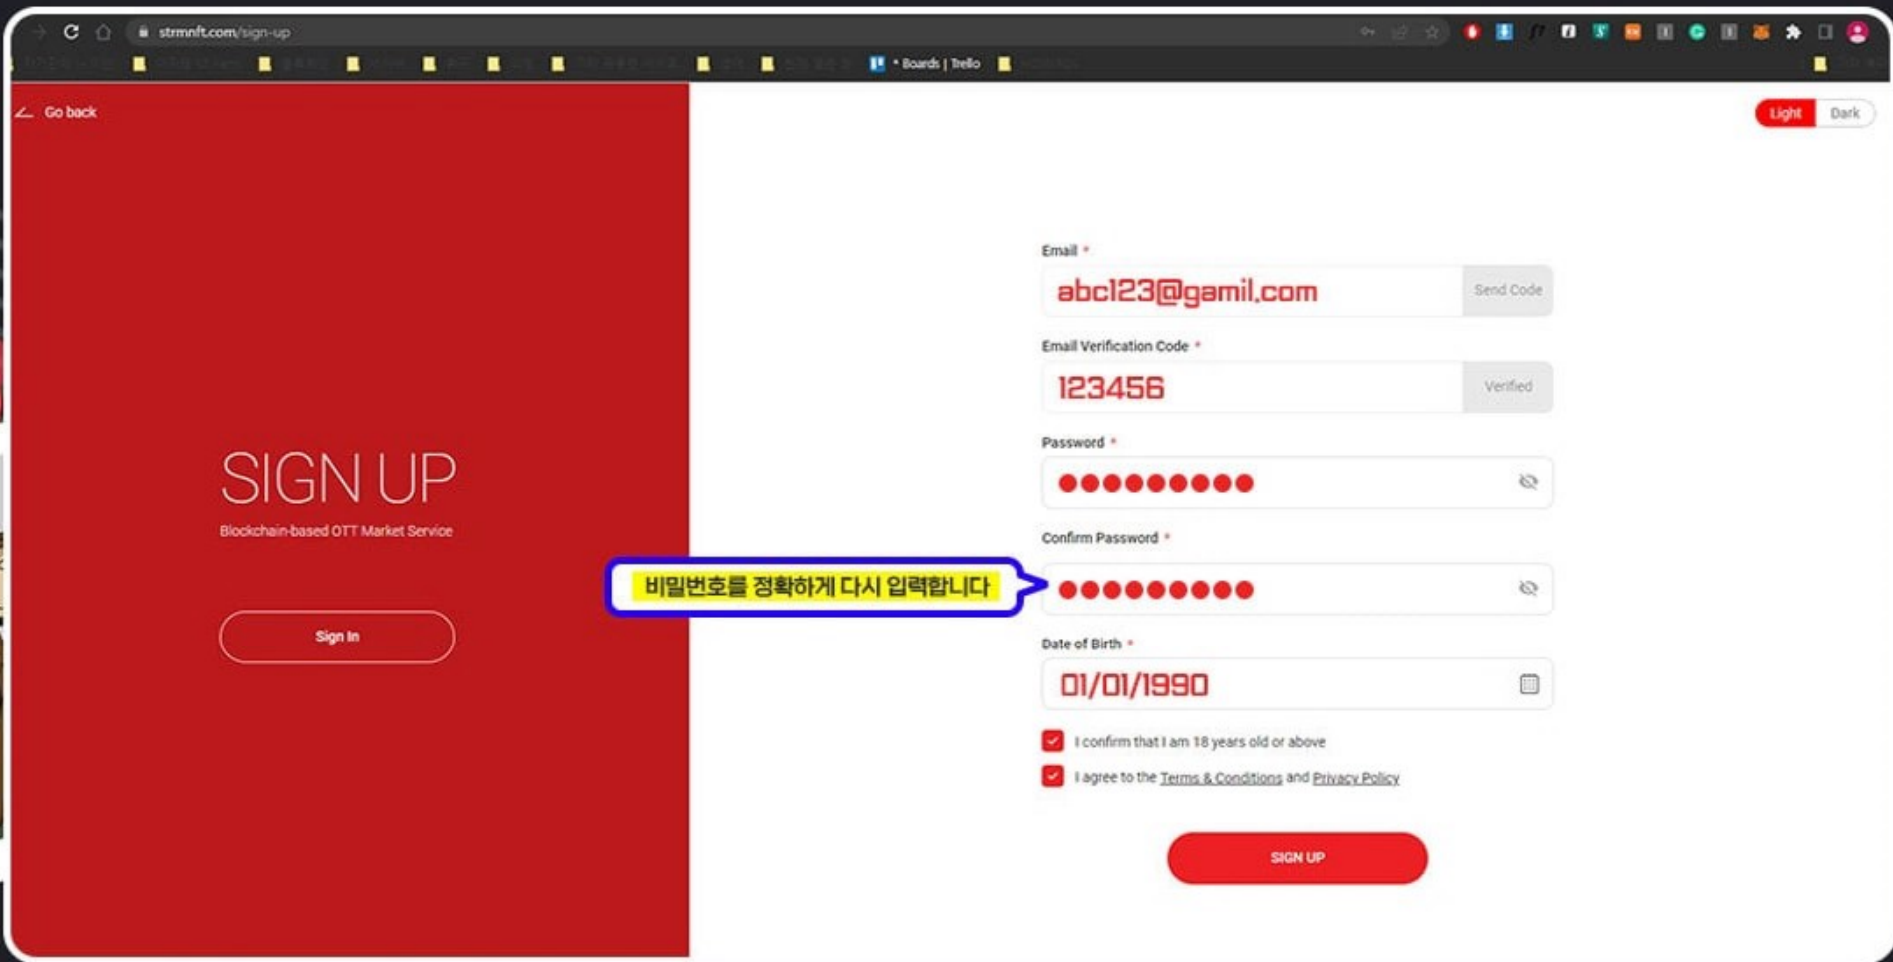 strmnft.com/sign-up
* Boards | Trello
Go back
Light Dark
SIGN UP
Blockchain-based OTT Market Service
Sign In
Email *
abc123@gamil.com Send Code
Email Verification Code *
123456 Verified
Password *
Confirm Password *
비밀번호를 정확하게 다시 입력합니다
Date of Birth *
01/01/1990
I confirm that I am 18 years old or above
I agree to the Terms & Conditions and Privacy Policy
SIGN UP